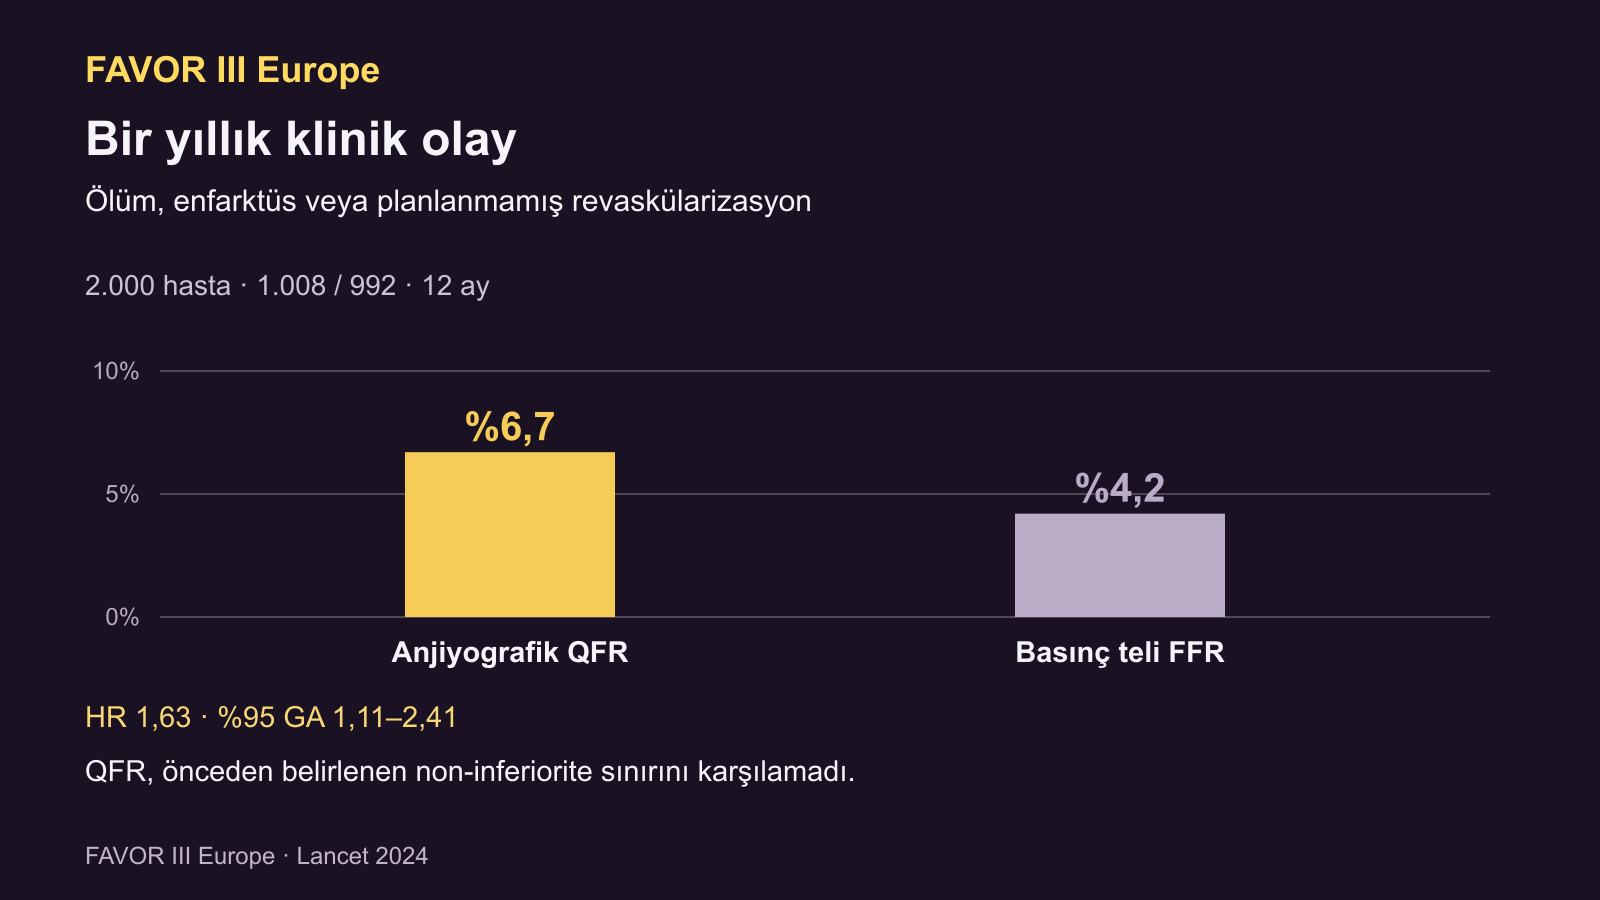 FAVOR III Europe
Bir yıllık klinik olay
Ölüm, enfarktüs veya planlanmamış revaskülarizasyon
2.000 hasta · 1.008 / 992 · 12 ay
10%
%6,7
5%
%4,2
0%
Anjiyografik QFR
Basınç teli FFR
HR 1,63 · %95 GA 1,11–2,41
QFR, önceden belirlenen non-inferiorite sınırını karşılamadı.
FAVOR III Europe · Lancet 2024